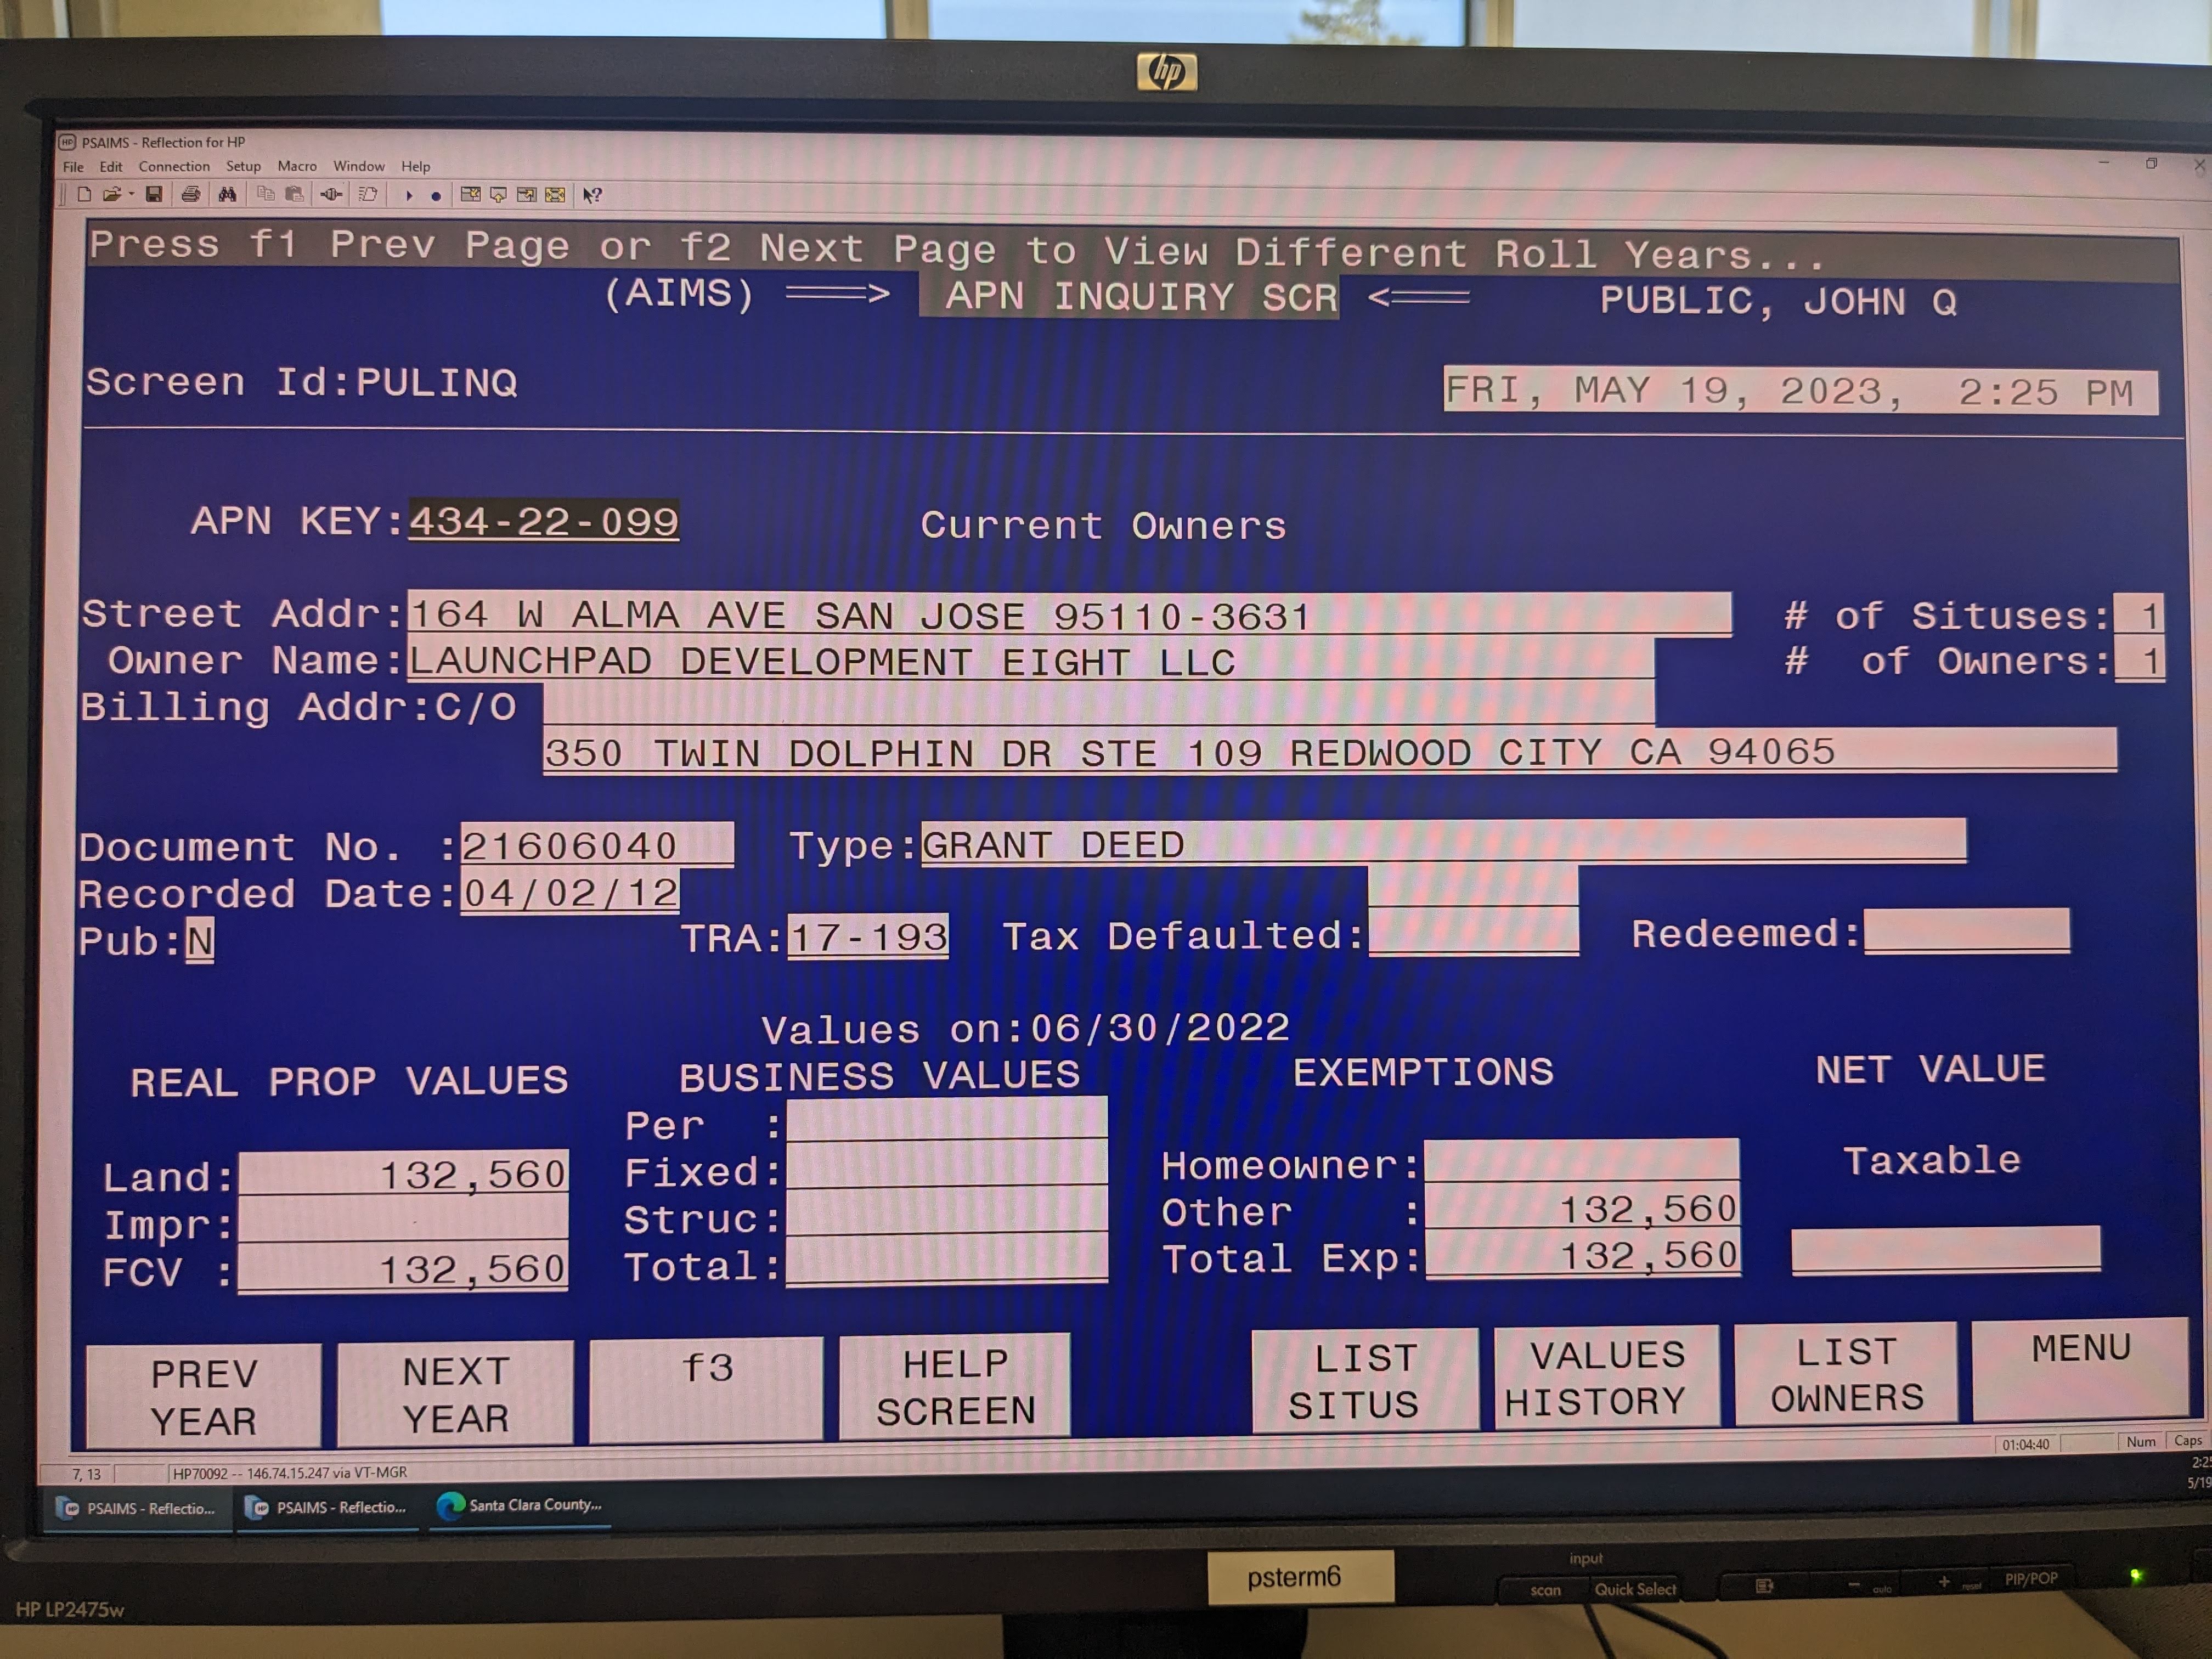 hp
PSAIMS - Reflection for HP
File Edit Connection Setup Macro Window Help
Press f1 Prev Page or f2 Next Page to View Different Roll Years...
(AIMS) ===> APN INQUIRY SCR <=== PUBLIC, JOHN Q
Screen Id:PULINQ FRI, MAY 19, 2023, 2:25 PM
APN KEY:434-22-099 Current Owners
Street Addr:164 W ALMA AVE SAN JOSE 95110-3631 # of Situses: 1
Owner Name:LAUNCHPAD DEVELOPMENT EIGHT LLC # of Owners: 1
Billing Addr:C/O
350 TWIN DOLPHIN DR STE 109 REDWOOD CITY CA 94065
Document No. :21606040 Type:GRANT DEED
Recorded Date:04/02/12
Pub:N TRA:17-193 Tax Defaulted: Redeemed:
Values on:06/30/2022
REAL PROP VALUES BUSINESS VALUES EXEMPTIONS NET VALUE
Per :
Land: 132,560 Fixed: Homeowner: Taxable
Impr: Struc: Other : 132,560
FCV : 132,560 Total: Total Exp: 132,560
PREV YEAR NEXT YEAR f3 HELP SCREEN LIST SITUS VALUES HISTORY LIST OWNERS MENU
01:04:40 Num Caps
7, 13 HP70092 -- 146.74.15.247 via VT-MGR
PSAIMS - Reflectio... PSAIMS - Reflectio... Santa Clara County...
2:25
5/19
psterm6
input
scan Quick Select auto reset PIP/POP
HP LP2475w